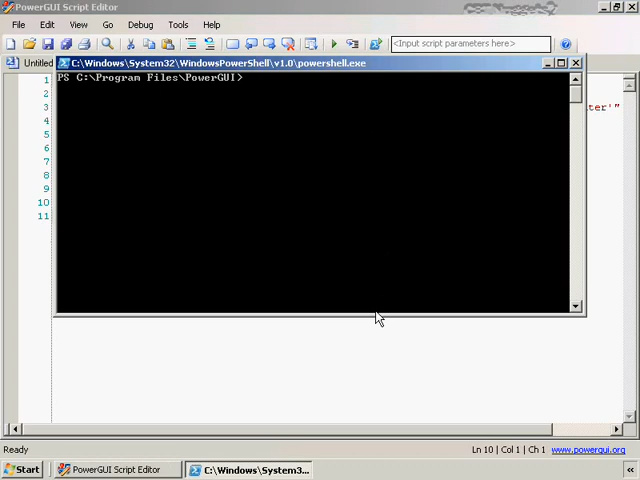 PowerGUI Script Editor
File Edit View Go Debug Tools Help
<Input script parameters here>
Untitled
C:\Windows\System32\WindowsPowerShell\v1.0\powershell.exe
PS C:\Program Files\PowerGUI>
1
2
3 ter'"
4
5
6
7
8
9
10
11
Ready Ln 10 | Col 1 | Ch 1 www.powergui.org
Start PowerGUI Script Editor C:\Windows\System3...